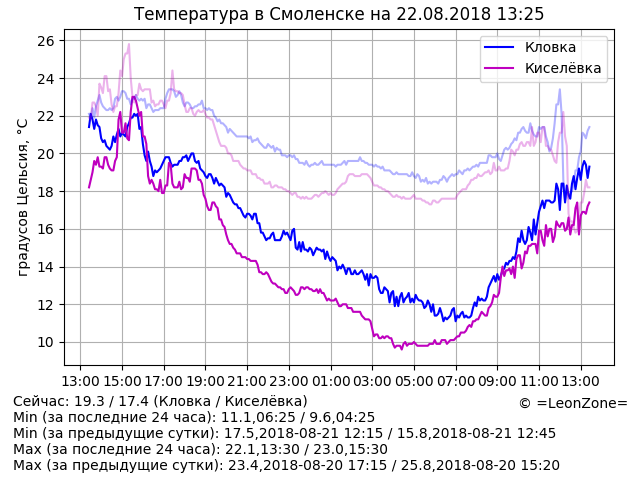 Температура в Смоленске на 22.08.2018 13:25
градусов Цельсия, °C
26
24
22
20
18
16
14
12
10
Кловка
Киселёвка
13:00 15:00 17:00 19:00 21:00 23:00 01:00 03:00 05:00 07:00 09:00 11:00 13:00
Сейчас: 19.3 / 17.4 (Кловка / Киселёвка)
© =LeonZone=
Min (за последние 24 часа): 11.1,06:25 / 9.6,04:25
Min (за предыдущие сутки): 17.5,2018-08-21 12:15 / 15.8,2018-08-21 12:45
Max (за последние 24 часа): 22.1,13:30 / 23.0,15:30
Max (за предыдущие сутки): 23.4,2018-08-20 17:15 / 25.8,2018-08-20 15:20